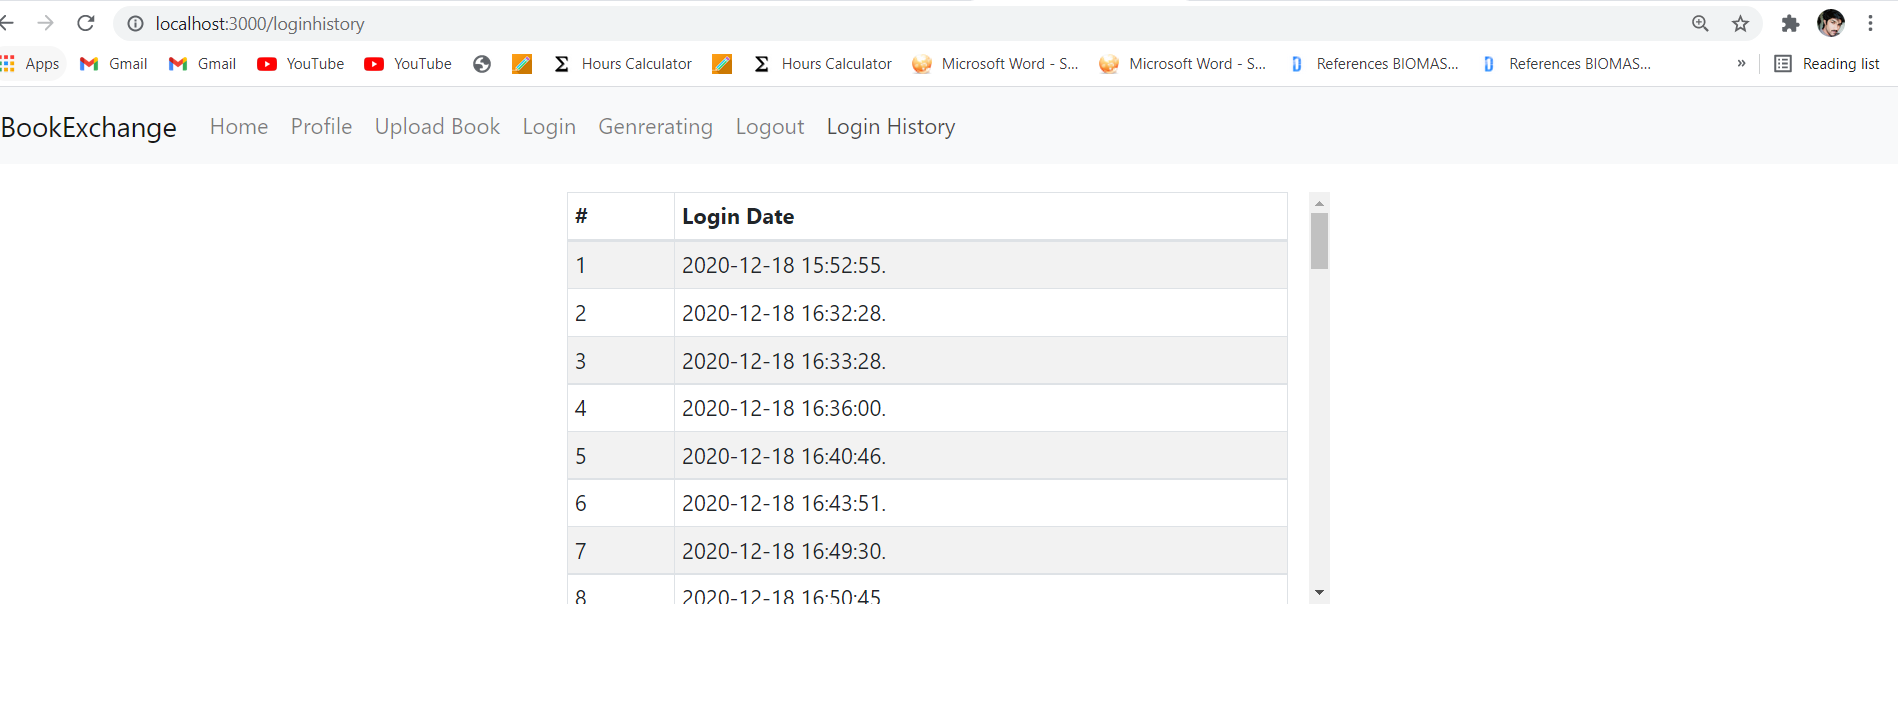 localhost:3000/loginhistory
Apps Gmail Gmail YouTube YouTube Hours Calculator Hours Calculator Microsoft Word - S... Microsoft Word - S... References BIOMAS... References BIOMAS... » Reading list
BookExchange Home Profile Upload Book Login Genrerating Logout Login History
# Login Date
1 2020-12-18 15:52:55.
2 2020-12-18 16:32:28.
3 2020-12-18 16:33:28.
4 2020-12-18 16:36:00.
5 2020-12-18 16:40:46.
6 2020-12-18 16:43:51.
7 2020-12-18 16:49:30.
8 2020-12-18 16:50:45